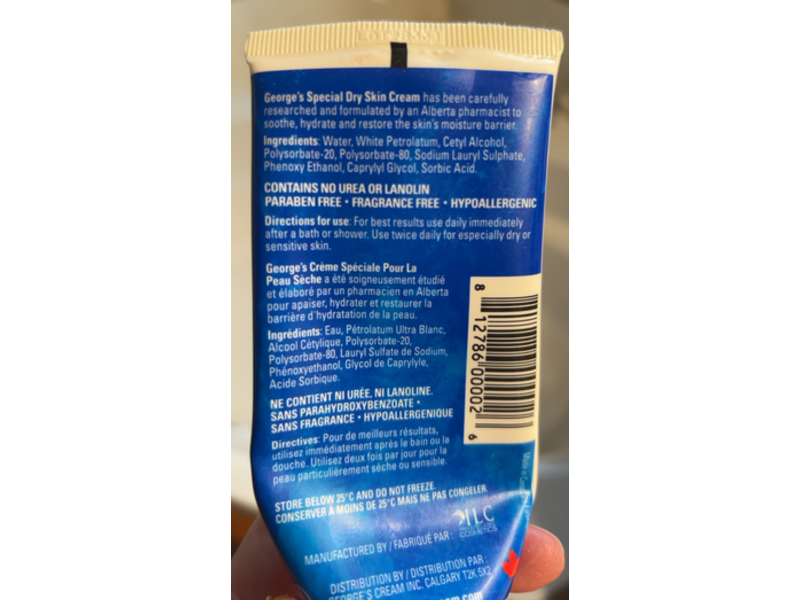 George's Special Dry Skin Cream has been carefully
researched and formulated by an Alberta pharmacist to
soothe, hydrate and restore the skin's moisture barrier.
Ingredients: Water, White Petrolatum, Cetyl Alcohol,
Polysorbate-20, Polysorbate-80, Sodium Lauryl Sulphate,
Phenoxy Ethanol, Caprylyl Glycol, Sorbic Acid.
CONTAINS NO UREA OR LANOLIN
PARABEN FREE • FRAGRANCE FREE • HYPOALLERGENIC
Directions for use: For best results use daily immediately
after a bath or shower. Use twice daily for especially dry or
sensitive skin.
George's Crème Spéciale Pour La
Peau Sèche a été soigneusement étudié
et élaboré par un pharmacien en Alberta
pour apaiser, hydrater et restaurer la
barrière d'hydratation de la peau.
Ingrédients: Eau, Pétrolatum Ultra Blanc,
Alcool Cétylique, Polysorbate-20,
Polysorbate-80, Lauryl Sulfate de Sodium,
Phénoxyethanol, Glycol de Caprylyle,
Acide Sorbique.
NE CONTIENT NI URÉE, NI LANOLINE.
SANS PARAHYDROXYBENZOATE •
SANS FRAGRANCE • HYPOALLERGENIQUE
Directives: Pour de meilleurs résultats,
utilisez immédiatement après le bain ou la
douche. Utilisez deux fois par jour pour la
peau particulièrement sèche ou sensible.
8 12786 00002 6
STORE BELOW 25°C AND DO NOT FREEZE.
CONSERVER À MOINS DE 25°C MAIS NE PAS CONGELER.
MANUFACTURED BY / FABRIQUÉ PAR :
COSMETICS
DISTRIBUTION BY / DISTRIBUTION PAR :
GEORGE'S CREAM INC. CALGARY T2K 5X2